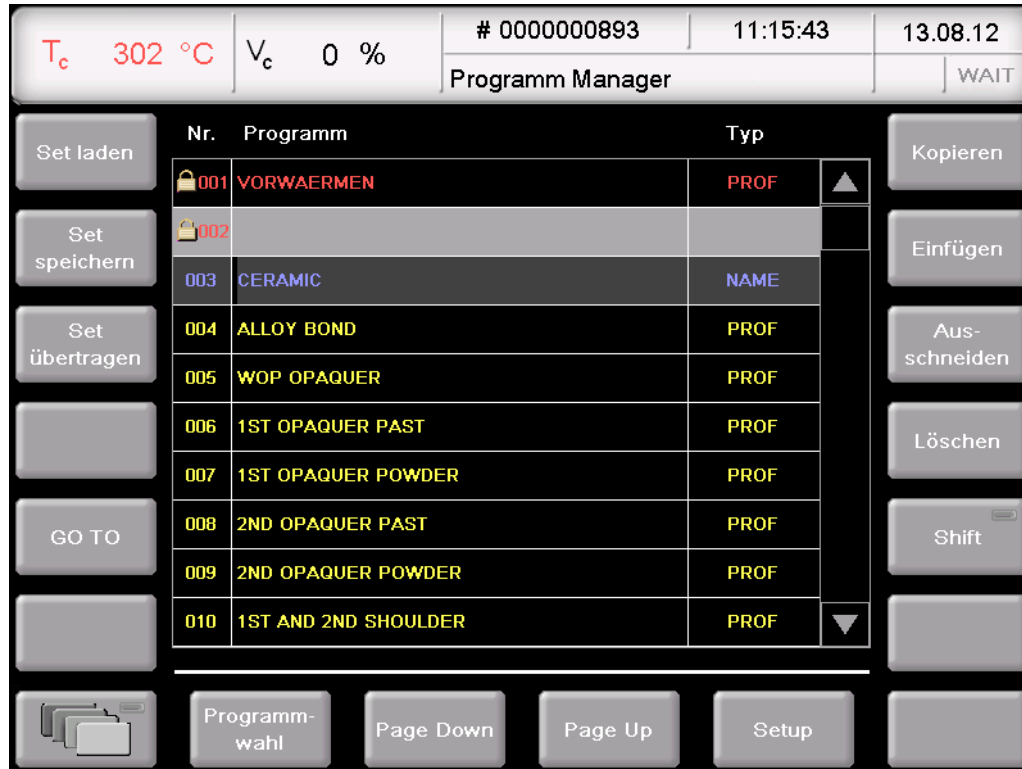 Tc 302 °C
Vc 0 %
# 0000000893
11:15:43
13.08.12
Programm Manager
WAIT
Set laden
Set
speichern
Set
übertragen
GO TO
Nr. Programm Typ
001 VORWAERMEN PROF
002
003 CERAMIC NAME
004 ALLOY BOND PROF
005 WOP OPAQUER PROF
006 1ST OPAQUER PAST PROF
007 1ST OPAQUER POWDER PROF
008 2ND OPAQUER PAST PROF
009 2ND OPAQUER POWDER PROF
010 1ST AND 2ND SHOULDER PROF
Kopieren
Einfügen
Aus-
schneiden
Löschen
Shift
Programm-
wahl
Page Down
Page Up
Setup